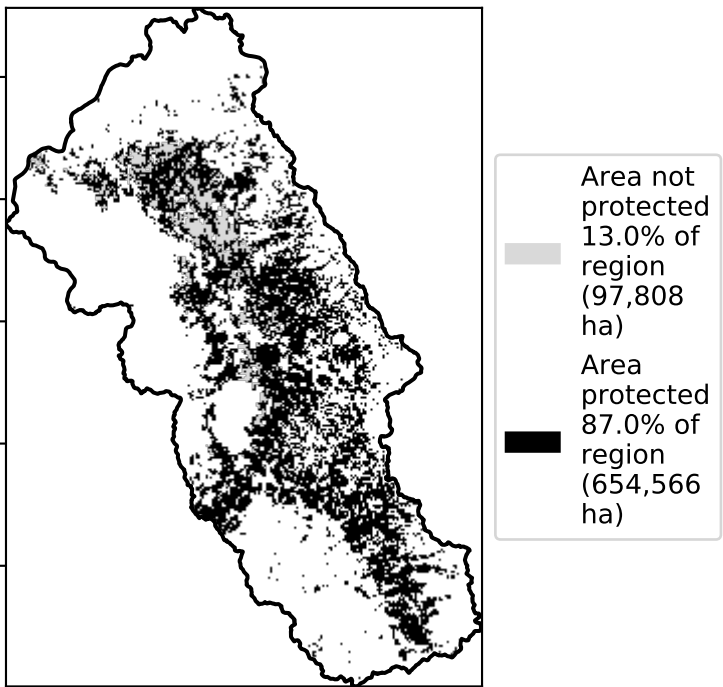 Area not
protected
13.0% of
region
(97,808
ha)
Area
protected
87.0% of
region
(654,566
ha)